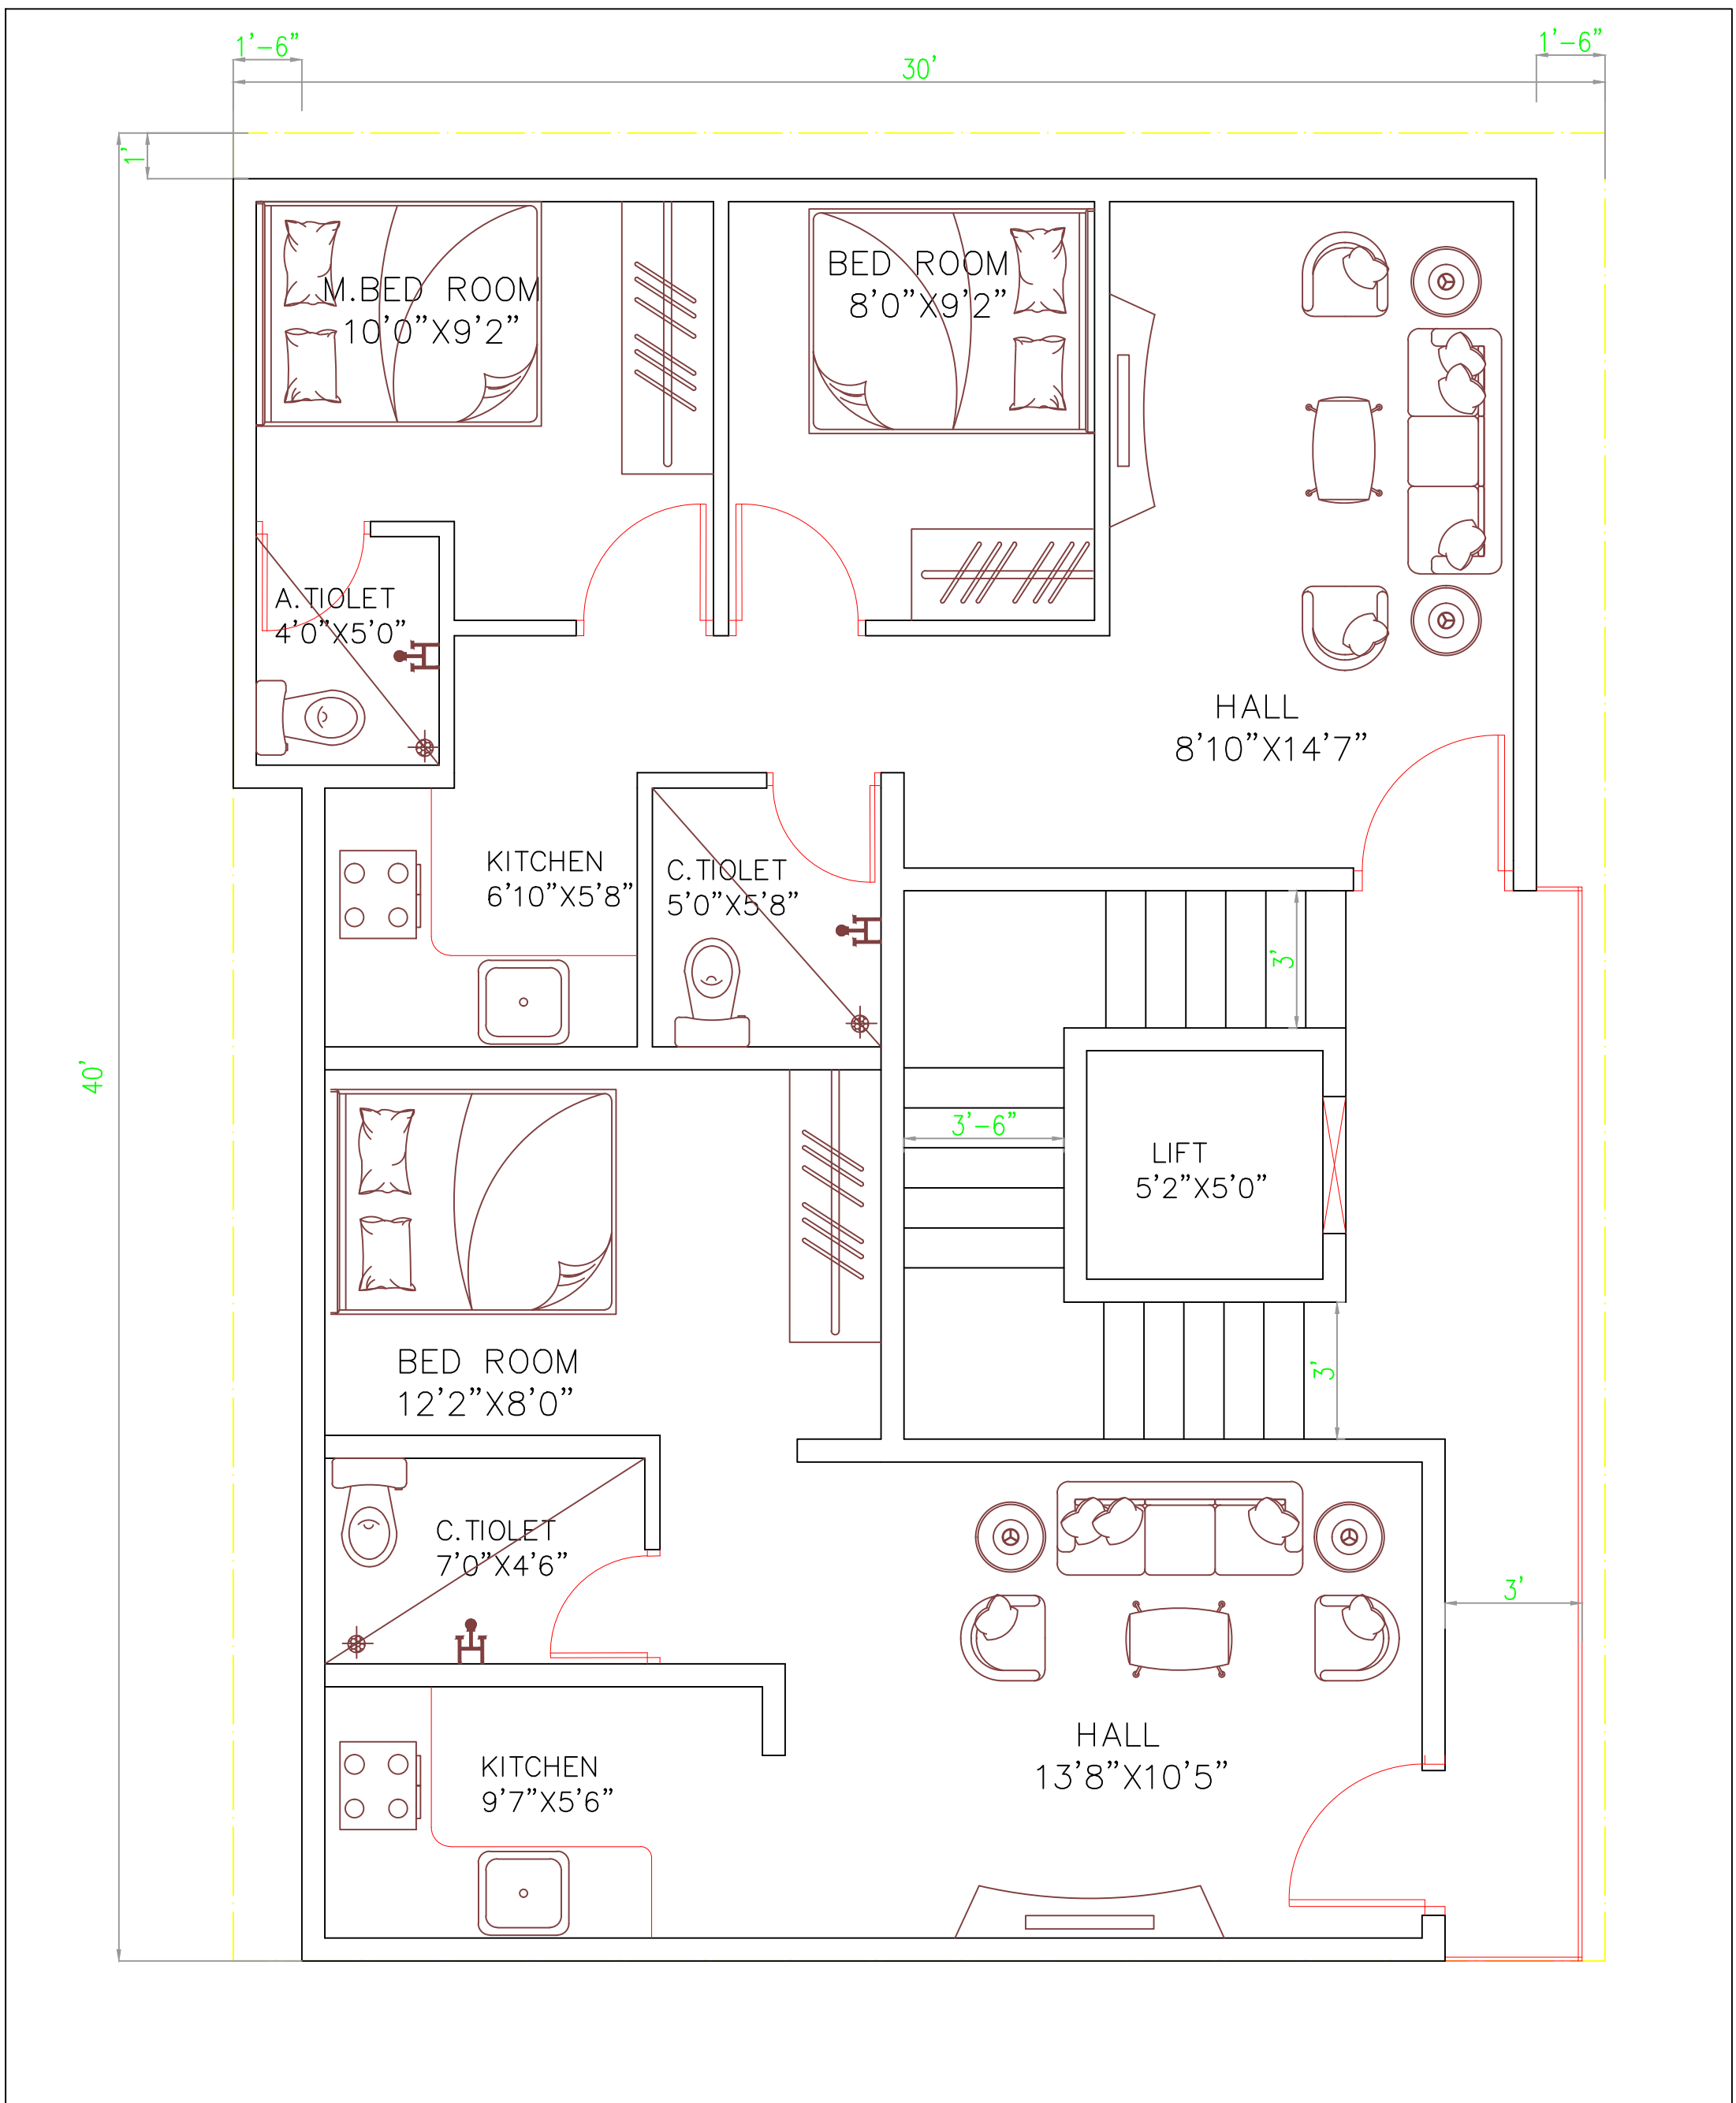 1'-6"
1'-6"
30'
1'
BED ROOM
8'0"X9'2"
M.BED ROOM
10'0"X9'2"
A.TIOLET
4'0"X5'0"
HALL
8'10"X14'7"
KITCHEN
6'10"X5'8"
C.TIOLET
5'0"X5'8"
3'
40'
3'-6"
LIFT
5'2"X5'0"
BED ROOM
12'2"X8'0"
3'
C.TIOLET
7'0"X4'6"
3'
HALL
13'8"X10'5"
KITCHEN
9'7"X5'6"